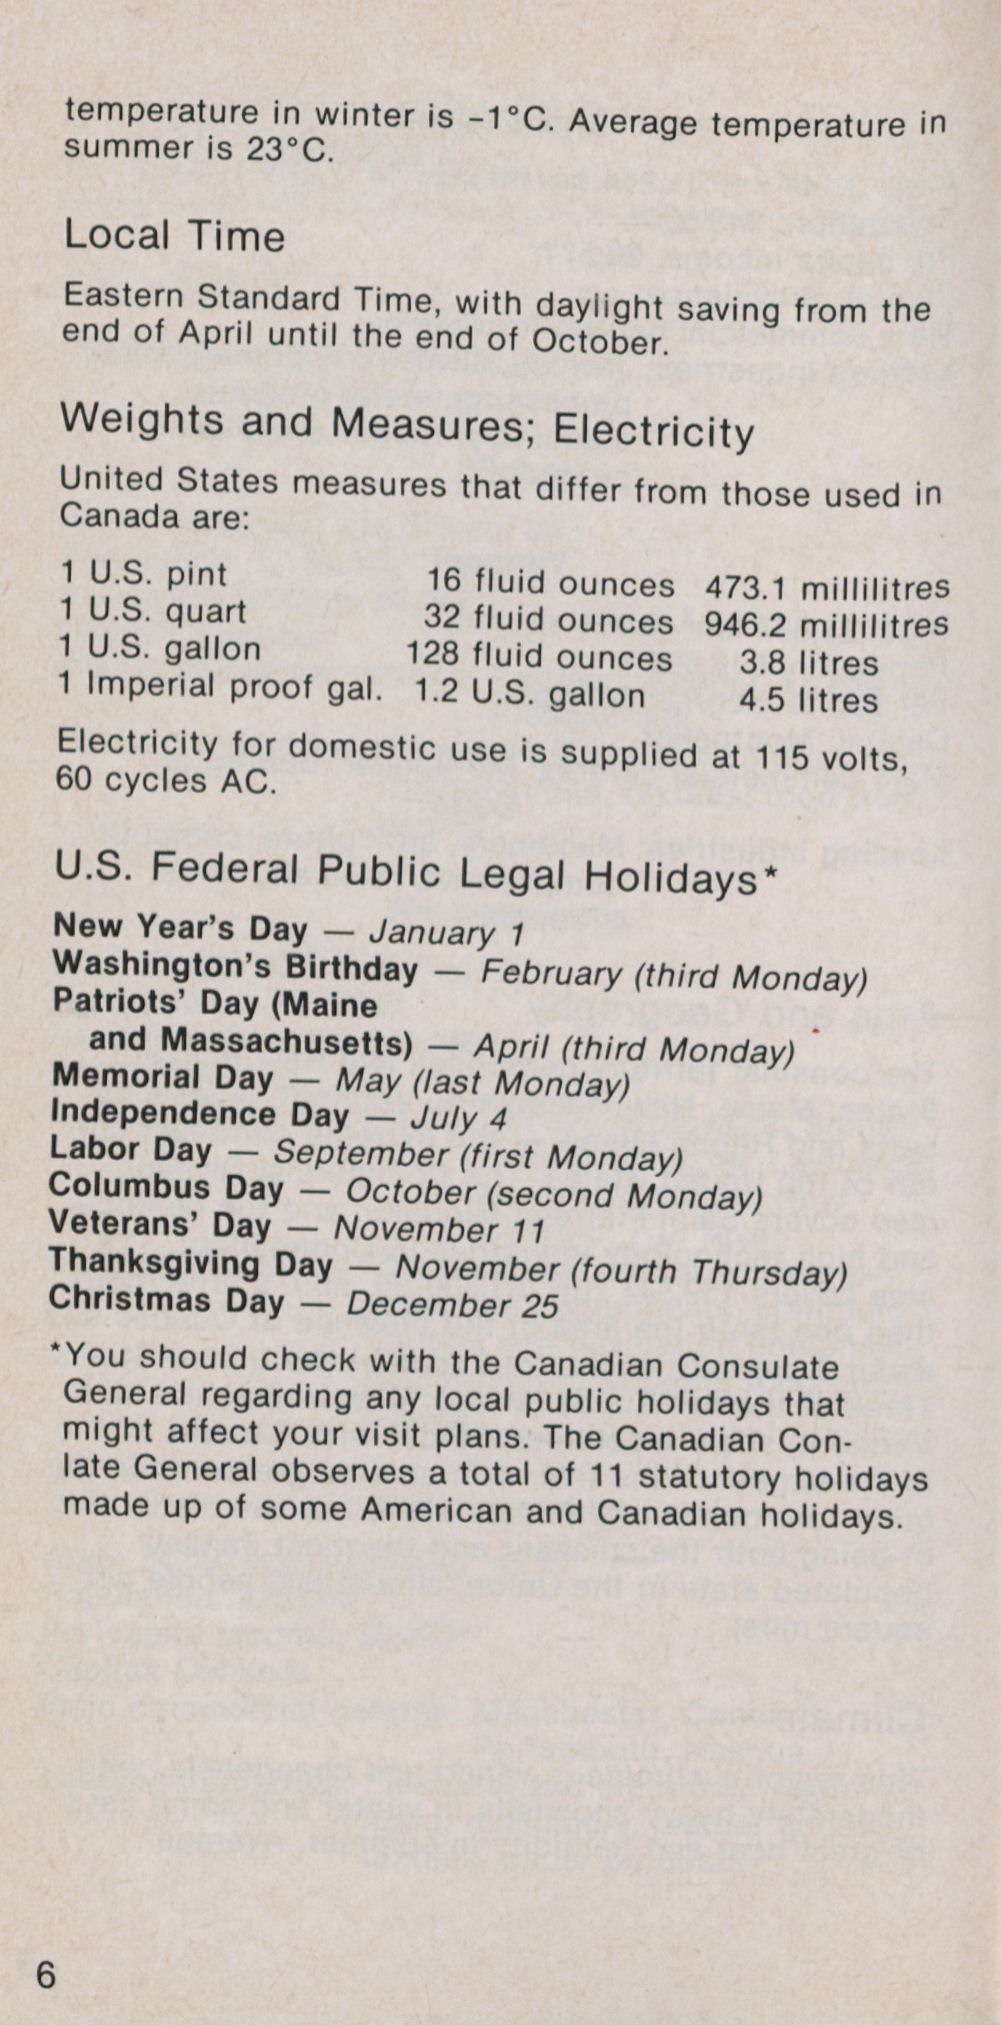 temperature in winter is –1°C. Average temperature in
summer is 23°C.
Local Time
Eastern Standard Time, with daylight saving from the
end of April until the end of October.
Weights and Measures; Electricity
United States measures that differ from those used in
Canada are:
1 U.S. pint 16 fluid ounces 473.1 millilitres
1 U.S. quart 32 fluid ounces 946.2 millilitres
1 U.S. gallon 128 fluid ounces 3.8 litres
1 Imperial proof gal. 1.2 U.S. gallon 4.5 litres
Electricity for domestic use is supplied at 115 volts,
60 cycles AC.
U.S. Federal Public Legal Holidays*
New Year's Day — January 1
Washington's Birthday — February (third Monday)
Patriots' Day (Maine
and Massachusetts) — April (third Monday)
Memorial Day — May (last Monday)
Independence Day — July 4
Labor Day — September (first Monday)
Columbus Day — October (second Monday)
Veterans' Day — November 11
Thanksgiving Day — November (fourth Thursday)
Christmas Day — December 25
*You should check with the Canadian Consulate
General regarding any local public holidays that
might affect your visit plans. The Canadian Con-
late General observes a total of 11 statutory holidays
made up of some American and Canadian holidays.
6